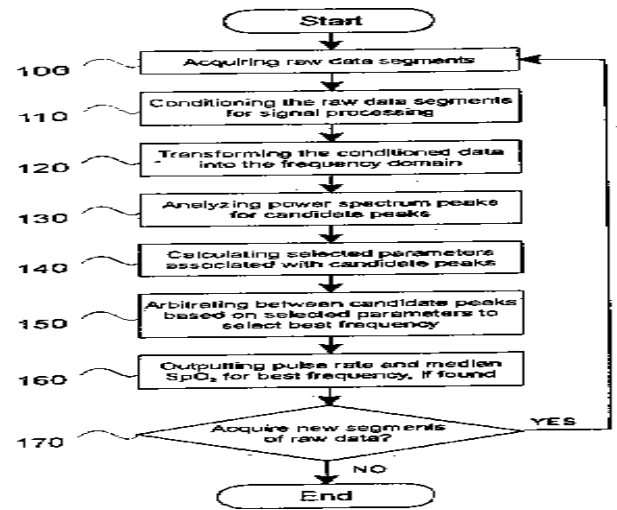 Start
100
Acquiring raw data segments
110
Conditioning the raw data segments
for signal processing
120
Transforming the conditioned data
into the frequency domain
130
Analyzing power spectrum peaks
for candidate peaks
140
Calculating selected parameters
associated with candidate peaks
150
Arbitrating between candidate peaks
based on selected parameters to
select best frequency
160
Outputting pulse rate and median
SpO₂ for best frequency, if found
170
Acquire new segments
of raw data?
YES
NO
End